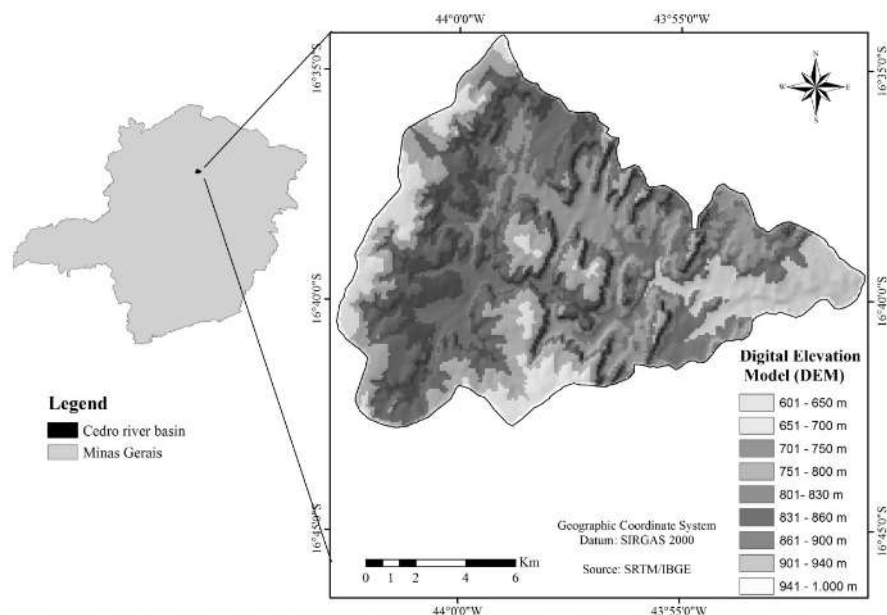 44°0'0"W 43°55'0"W
16°35'0"S 16°35'0"S
N
W E
S
16°40'0"S 16°40'0"S
Legend
Cedro river basin
Minas Gerais
Digital Elevation
Model (DEM)
601 - 650 m
651 - 700 m
701 - 750 m
751 - 800 m
801- 830 m
831 - 860 m
861 - 900 m
901 - 940 m
941 - 1.000 m
16°45'0"S 16°45'0"S
Geographic Coordinate System
Datum: SIRGAS 2000
Source: SRTM/IBGE
Km
0 1 2 4 6
44°0'0"W 43°55'0"W